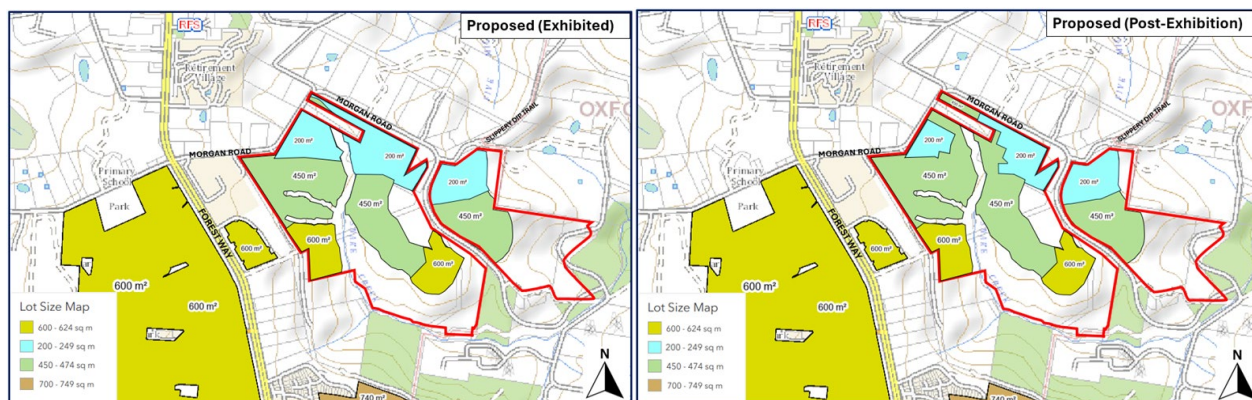 Proposed (Exhibited)
RFS
Retirement
Village
MORGAN ROAD
OXFO
SLIPPERY DIP TRAIL
MORGAN ROAD
200 m²
200 m²
200 m²
Primary
School
Park
450 m²
450 m²
450 m²
FOREST WAY
600 m²
600 m²
600 m²
600 m²
600 m²
CREEK
Lot Size Map
600 - 624 sq m
200 - 249 sq m
450 - 474 sq m
700 - 749 sq m
740 m²
N
Proposed (Post-Exhibition)
RFS
Retirement
Village
MORGAN ROAD
OXF
SLIPPERY DIP TRAIL
MORGAN ROAD
200 m²
200 m²
200 m²
Primary
School
Park
450 m²
450 m²
450 m²
FOREST WAY
600 m²
600 m²
600 m²
600 m²
600 m²
Lot Size Map
600 - 624 sq m
200 - 249 sq m
450 - 474 sq m
700 - 749 sq m
740 m²
N